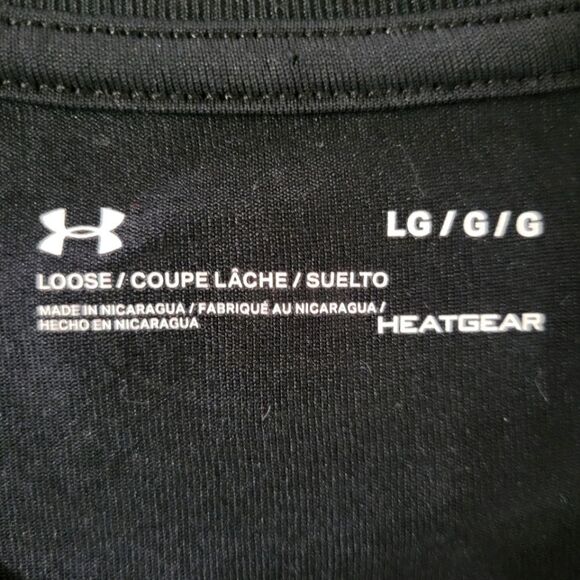 LG / G / G
LOOSE / COUPE LÂCHE / SUELTO
MADE IN NICARAGUA / FABRIQUÉ AU NICARAGUA /
HECHO EN NICARAGUA
HEATGEAR